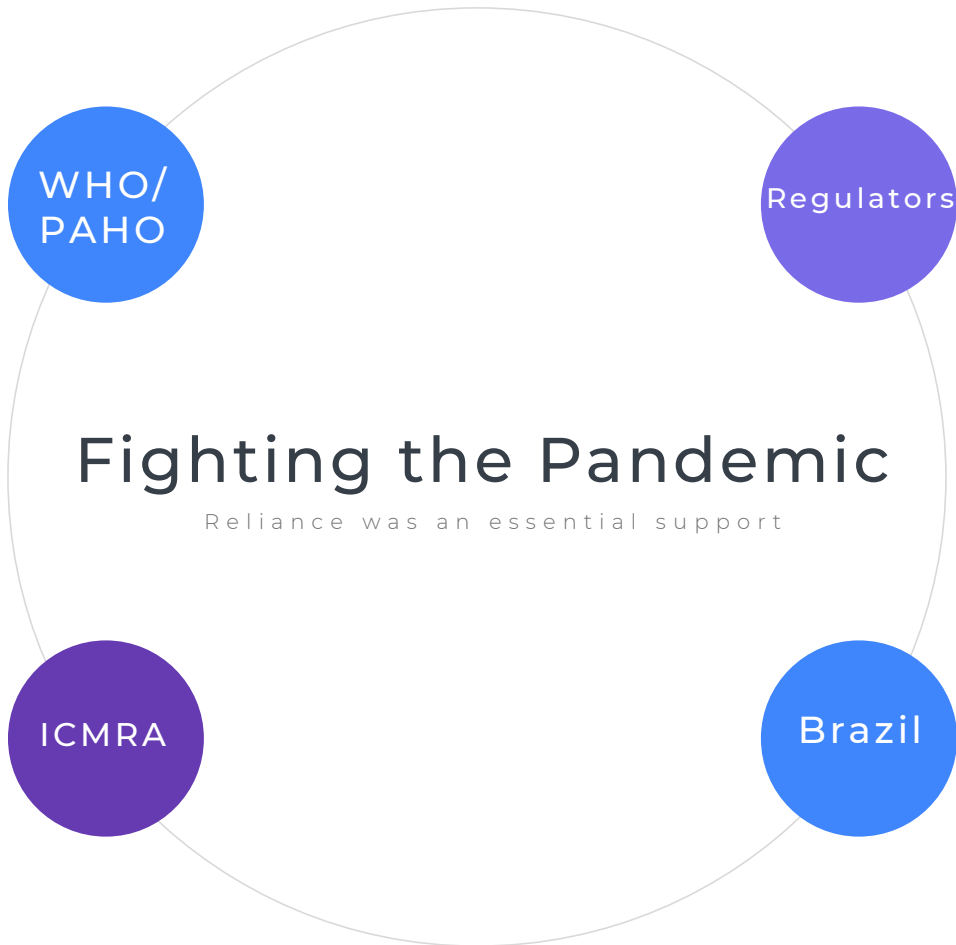 WHO/
PAHO
Regulators
Fighting the Pandemic
Reliance was an essential support
ICMRA
Brazil